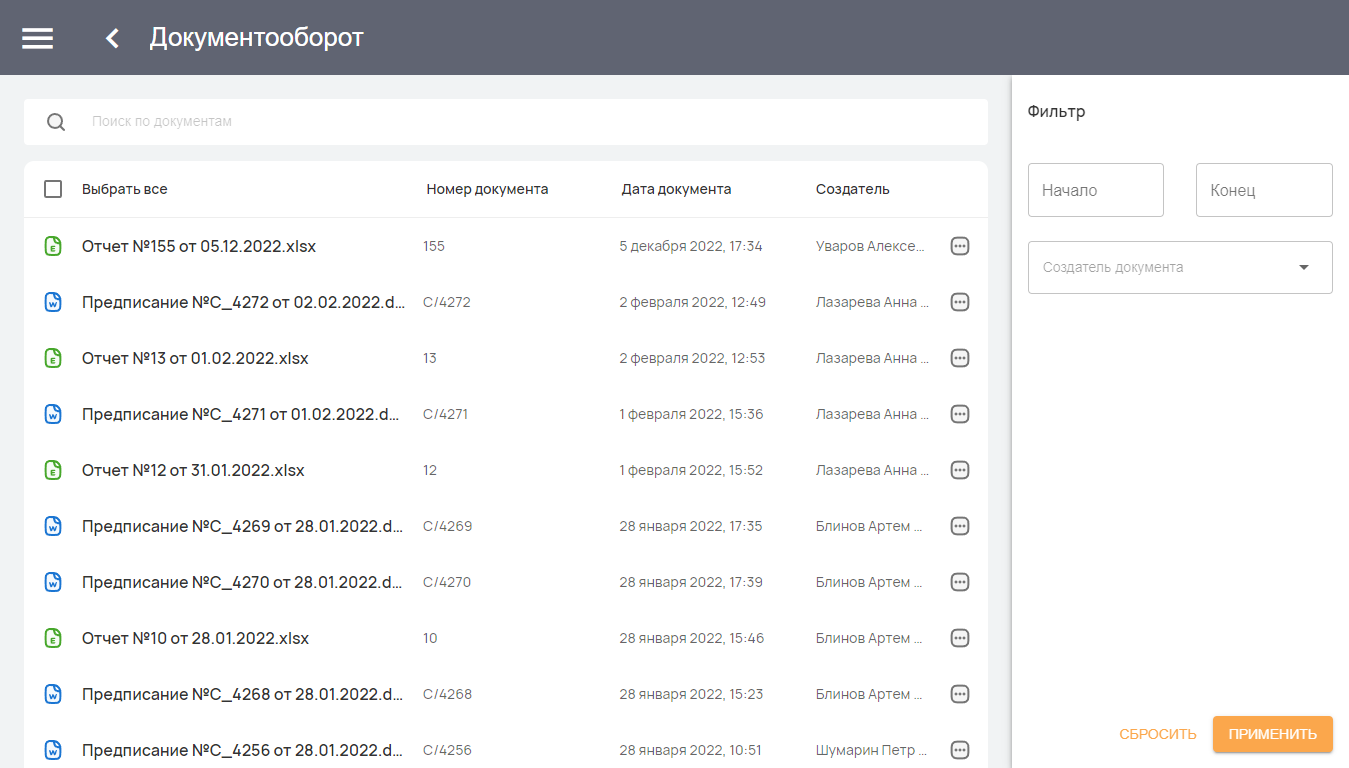 Документооборот
Поиск по документам
Выбрать все Номер документа Дата документа Создатель
Отчет №155 от 05.12.2022.xlsx 155 5 декабря 2022, 17:34 Уваров Алексе...
Предписание №С_4272 от 02.02.2022.d... С/4272 2 февраля 2022, 12:49 Лазарева Анна ...
Отчет №13 от 01.02.2022.xlsx 13 2 февраля 2022, 12:53 Лазарева Анна ...
Предписание №С_4271 от 01.02.2022.d... С/4271 1 февраля 2022, 15:36 Лазарева Анна ...
Отчет №12 от 31.01.2022.xlsx 12 1 февраля 2022, 15:52 Лазарева Анна ...
Предписание №С_4269 от 28.01.2022.d... С/4269 28 января 2022, 17:35 Блинов Артем ...
Предписание №С_4270 от 28.01.2022.d... С/4270 28 января 2022, 17:39 Блинов Артем ...
Отчет №10 от 28.01.2022.xlsx 10 28 января 2022, 15:46 Блинов Артем ...
Предписание №С_4268 от 28.01.2022.d... С/4268 28 января 2022, 15:23 Блинов Артем ...
Предписание №С_4256 от 28.01.2022.d... С/4256 28 января 2022, 10:51 Шумарин Петр ...
Фильтр
Начало Конец
Создатель документа
СБРОСИТЬ ПРИМЕНИТЬ